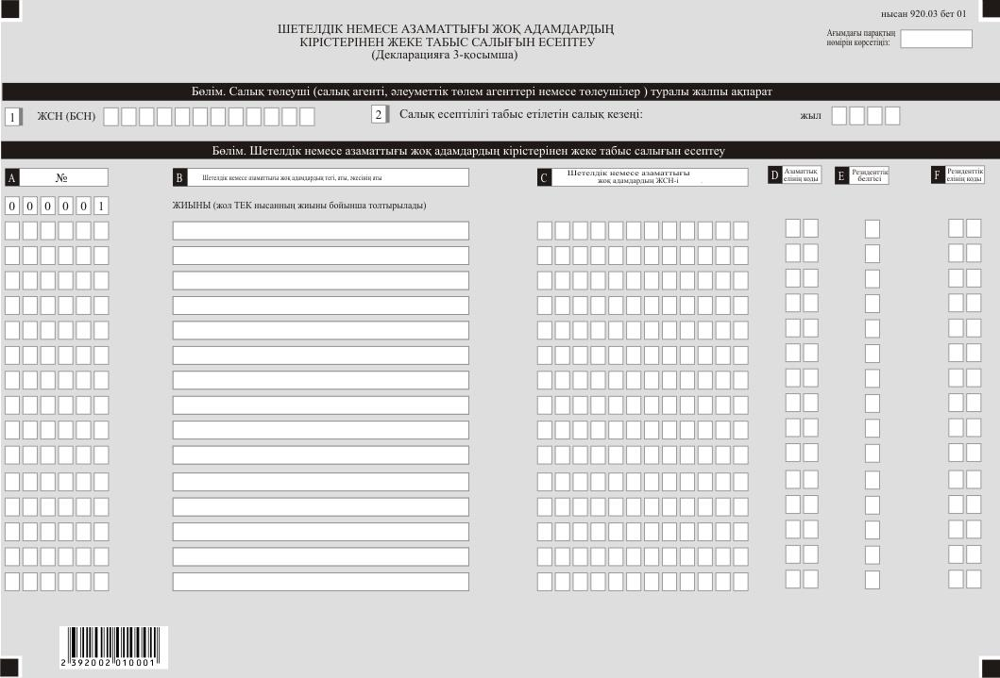 нысан 920.03 бет 01
ШЕТЕЛДІК НЕМЕСЕ АЗАМАТТЫҒЫ ЖОҚ АДАМДАРДЫҢ
КІРІСТЕРІНЕН ЖЕКЕ ТАБЫС САЛЫҒЫН ЕСЕПТЕУ
(Декларацияға 3-қосымша)
Ағымдағы парақтың
нөмірін көрсетіңіз:
Бөлім. Салық төлеуші (салық агенті, әлеуметтік төлем агенттері немесе төлеушілер ) туралы жалпы ақпарат
1 ЖСН (БСН)
2 Салық есептілігі табыс етілетін салық кезеңі: жыл
Бөлім. Шетелдік немесе азаматтығы жоқ адамдардың кірістерінен жеке табыс салығын есептеу
A №
B Шетелдік немесе азаматтығы жоқ адамдардың тегі, аты, әкесінің аты
C Шетелдік немесе азаматтығы
жоқ адамдардың ЖСН-і
D Азаматтық
елінің коды
E Резиденттік
белгісі
F Резиденттік
елінің коды
0 0 0 0 0 1 ЖИЫНЫ (жол ТЕК нысанның жиыны бойынша толтырылады)
2 392002 010001